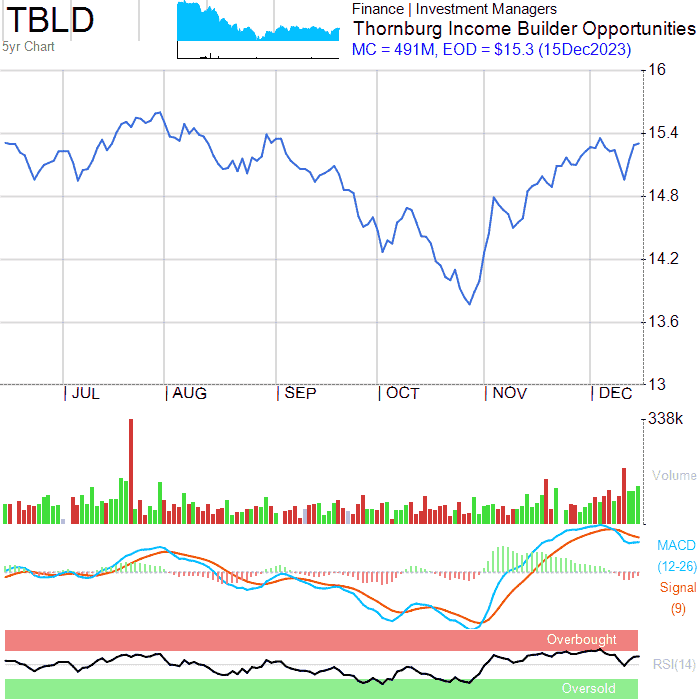 TBLD
5yr Chart
Finance | Investment Managers
Thornburg Income Builder Opportunities
MC = 491M, EOD = $15.3 (15Dec2023)
16
15.4
14.8
14.2
13.6
13
JUL AUG SEP OCT NOV DEC
338k
Volume
MACD
(12-26)
Signal
(9)
Overbought
RSI(14)
Oversold